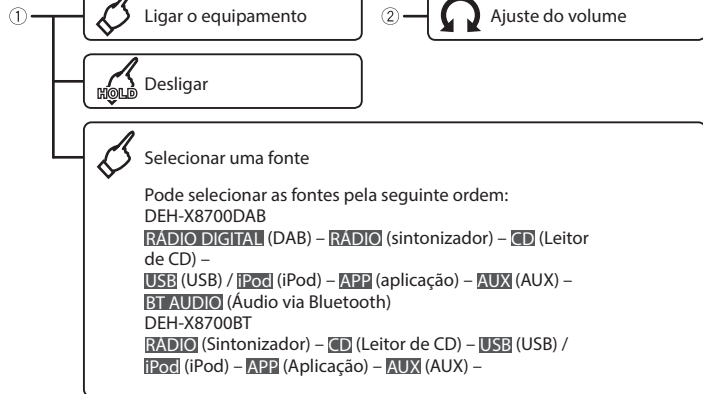 ① Ligar o equipamento
② Ajuste do volume
HOLD Desligar
Selecionar uma fonte
Pode selecionar as fontes pela seguinte ordem:
DEH-X8700DAB
RÁDIO DIGITAL (DAB) – RÁDIO (sintonizador) – CD (Leitor
de CD) –
USB (USB) / iPod (iPod) – APP (aplicação) – AUX (AUX) –
BT AUDIO (Áudio via Bluetooth)
DEH-X8700BT
RÁDIO (Sintonizador) – CD (Leitor de CD) – USB (USB) /
iPod (iPod) – APP (Aplicação) – AUX (AUX) –